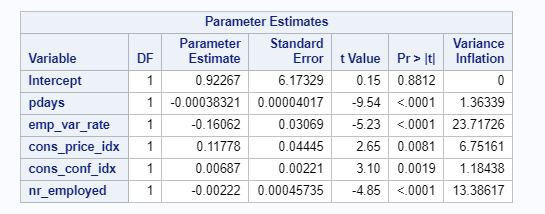 Parameter Estimates
Variable DF Parameter Estimate Standard Error t Value Pr > |t| Variance Inflation
Intercept 1 0.92267 6.17329 0.15 0.8812 0
pdays 1 -0.00038321 0.00004017 -9.54 <.0001 1.36339
emp_var_rate 1 -0.16062 0.03069 -5.23 <.0001 23.71726
cons_price_idx 1 0.11778 0.04445 2.65 0.0081 6.75161
cons_conf_idx 1 0.00687 0.00221 3.10 0.0019 1.18438
nr_employed 1 -0.00222 0.00045735 -4.85 <.0001 13.38617